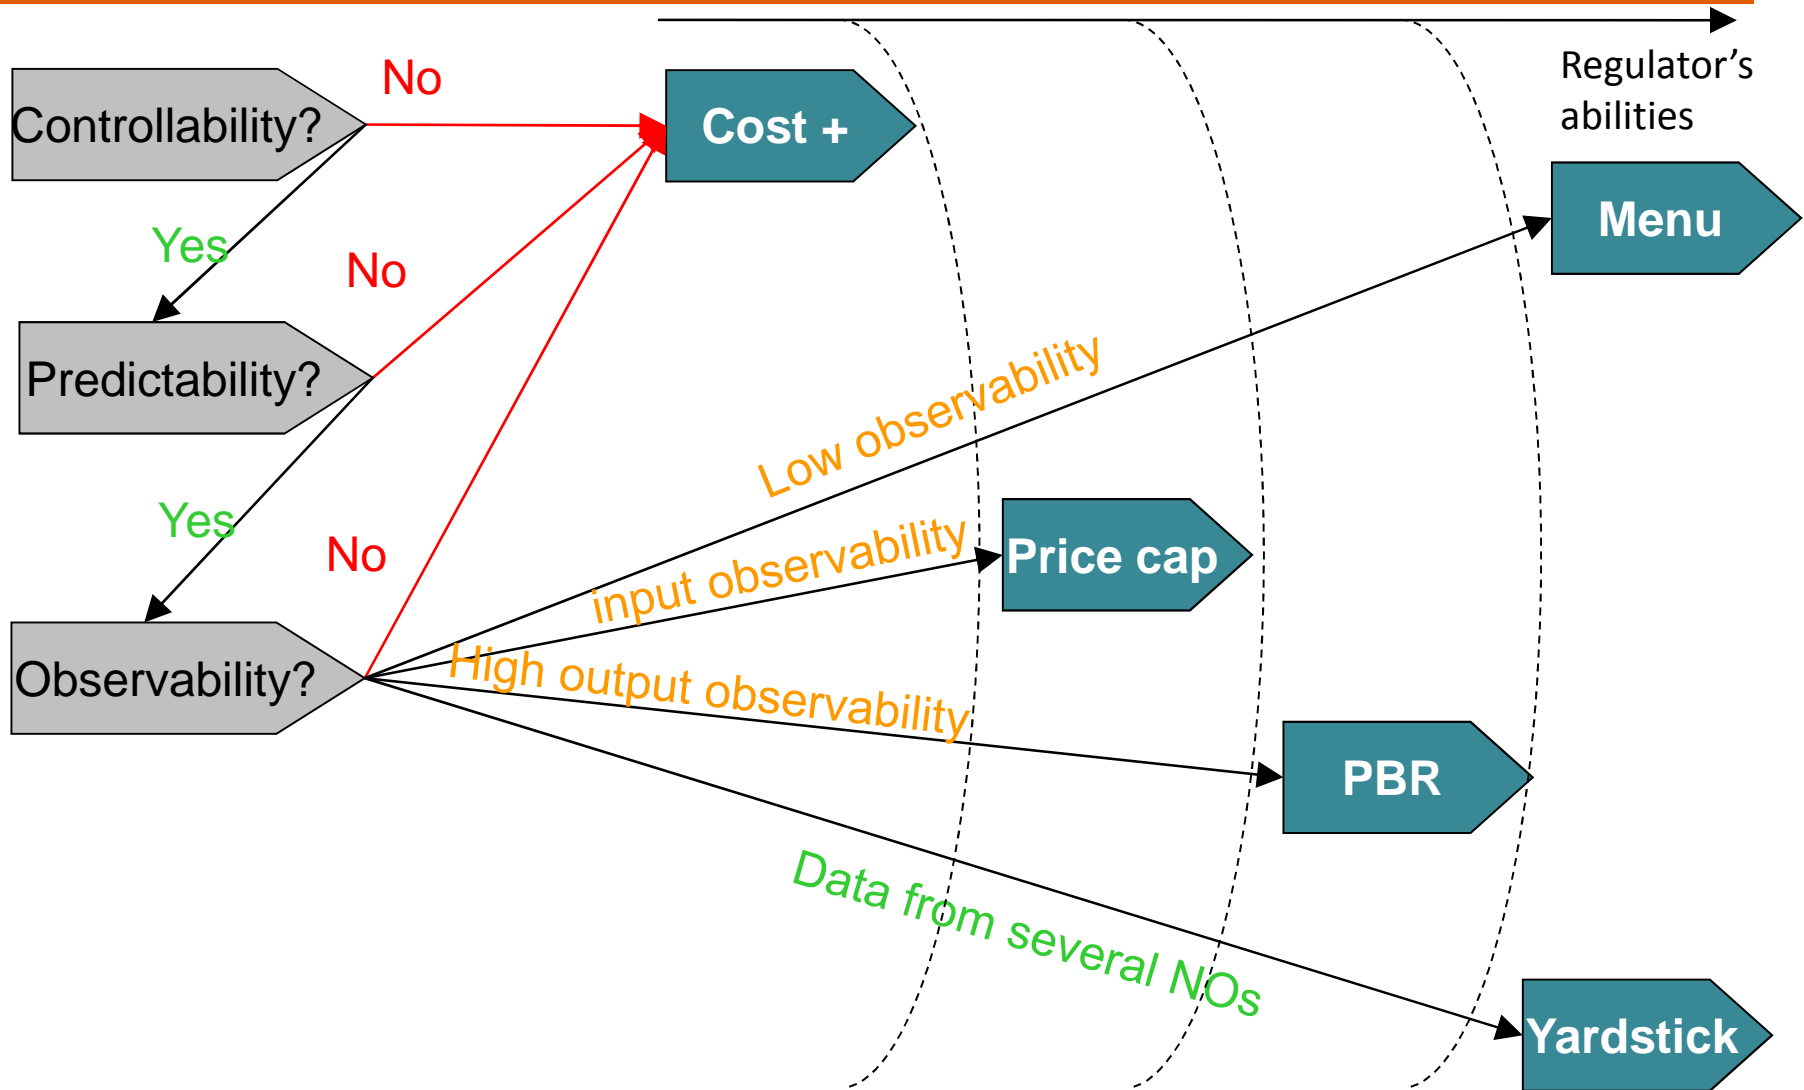 No
Regulator’s
abilities
Controllability?
Cost +
Menu
Yes
No
Predictability?
Low observability
Yes
No
input observability
Price cap
High output observability
Observability?
PBR
Data from several NOs
Yardstick